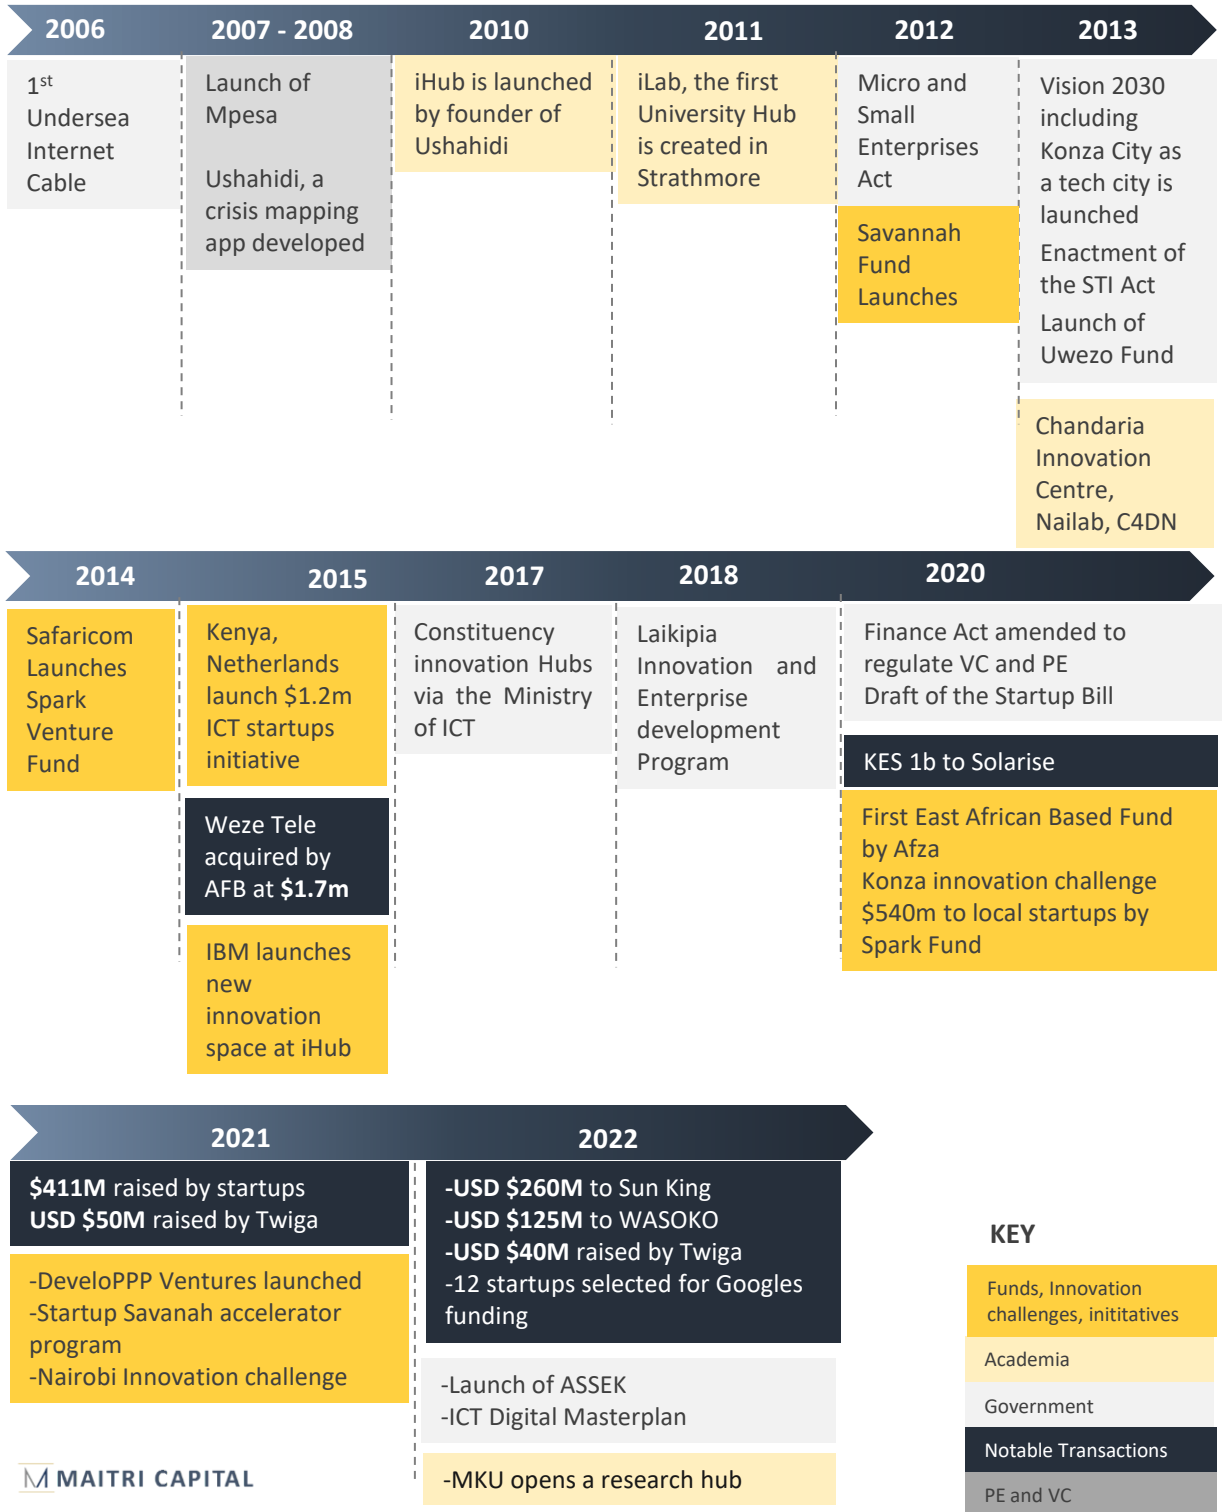 2006
2007 - 2008
2010
2011
2012
2013
1st
Undersea
Internet
Cable
Launch of
Mpesa
Ushahidi, a
crisis mapping
app developed
iHub is launched
by founder of
Ushahidi
iLab, the first
University Hub
is created in
Strathmore
Micro and
Small
Enterprises
Act
Savannah
Fund
Launches
Vision 2030
including
Konza City as
a tech city is
launched
Enactment of
the STI Act
Launch of
Uwezo Fund
Chandaria
Innovation
Centre,
Nailab, C4DN
2014
2015
2017
2018
2020
Safaricom
Launches
Spark
Venture
Fund
Kenya,
Netherlands
launch $1.2m
ICT startups
initiative
Weze Tele
acquired by
AFB at $1.7m
IBM launches
new
innovation
space at iHub
Constituency
innovation Hubs
via the Ministry
of ICT
Laikipia
Innovation and
Enterprise
development
Program
Finance Act amended to
regulate VC and PE
Draft of the Startup Bill
KES 1b to Solarise
First East African Based Fund
by Afza
Konza innovation challenge
$540m to local startups by
Spark Fund
2021
2022
$411M raised by startups
USD $50M raised by Twiga
-DeveloPPP Ventures launched
-Startup Savanah accelerator
program
-Nairobi Innovation challenge
-USD $260M to Sun King
-USD $125M to WASOKO
-USD $40M raised by Twiga
-12 startups selected for Googles
funding
-Launch of ASSEK
-ICT Digital Masterplan
-MKU opens a research hub
KEY
Funds, Innovation
challenges, inititatives
Academia
Government
Notable Transactions
PE and VC
MAITRI CAPITAL